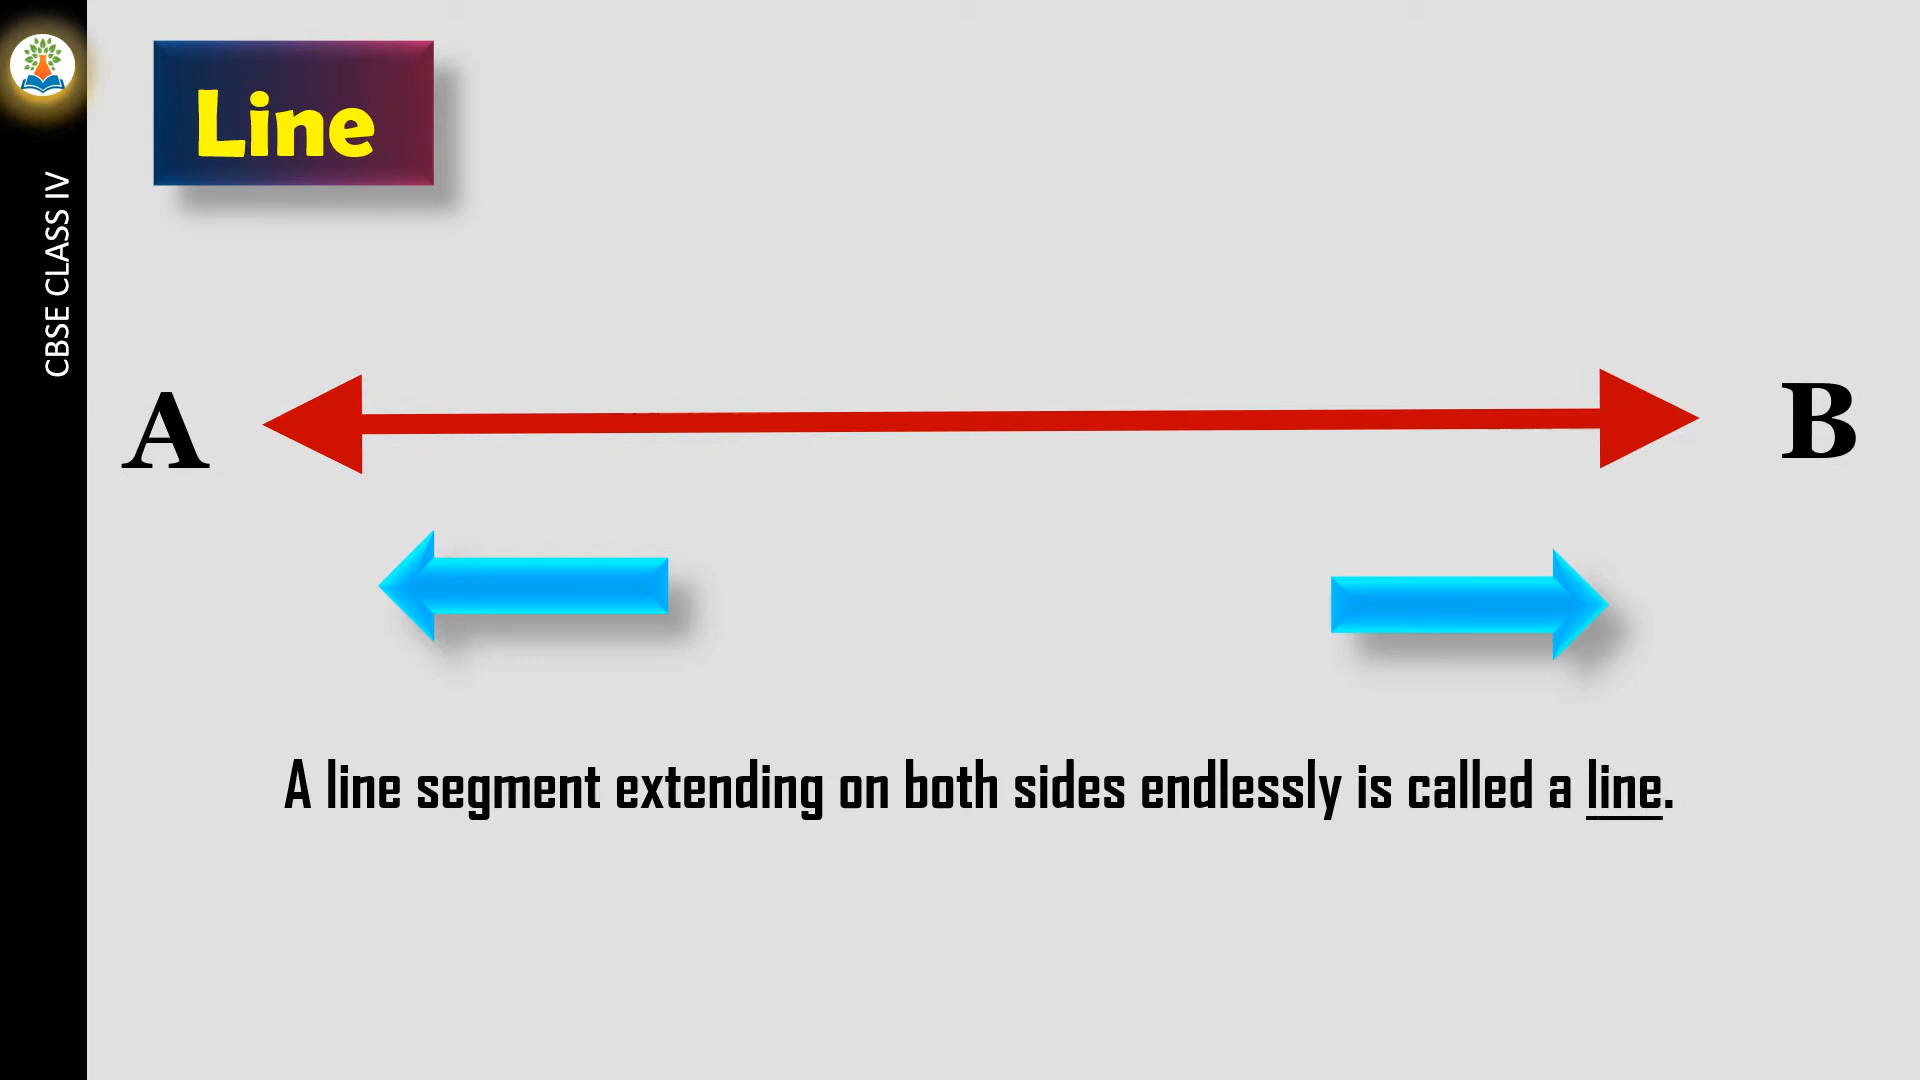 CBSE CLASS IV
Line
A
B
A line segment extending on both sides endlessly is called a line.